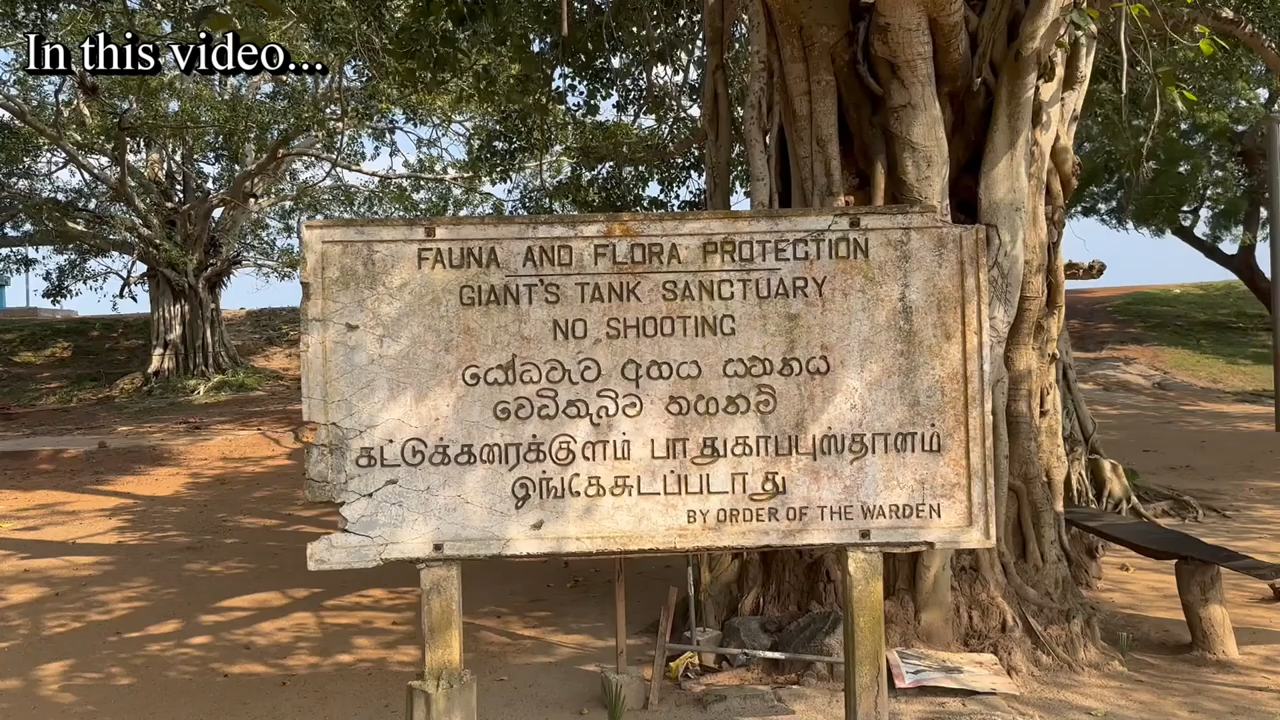 In this video...
FAUNA AND FLORA PROTECTION
GIANT'S TANK SANCTUARY
NO SHOOTING
යෝධවැව අභය සභභය
වෙඩිතැබීම තහනම්
கட்டுக்கரைக்குளம் பாதுகாப்புஸ்தானம்
இங்கேசுடப்படாது
BY ORDER OF THE WARDEN